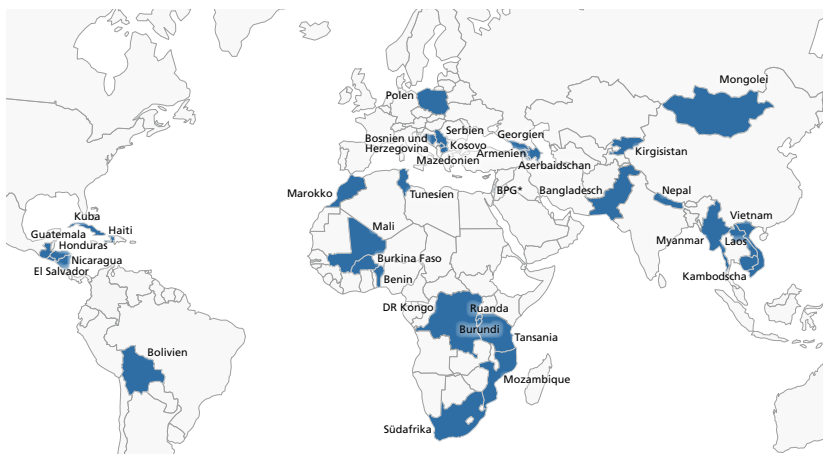 Mongolei
Polen
Serbien
Georgien
Bosnien und
Herzegovina
Kosovo
Kirgisistan
Armenien
Mazedonien
Aserbaidschan
Marokko
Tunesien
BPG*
Bangladesch
Nepal
Kuba
Vietnam
Mali
Haiti
Guatemala
Honduras
Myanmar
Laos
Nicaragua
Burkina Faso
El Salvador
Kambodscha
Benin
DR Kongo
Ruanda
Burundi
Tansania
Bolivien
Mozambique
Südafrika